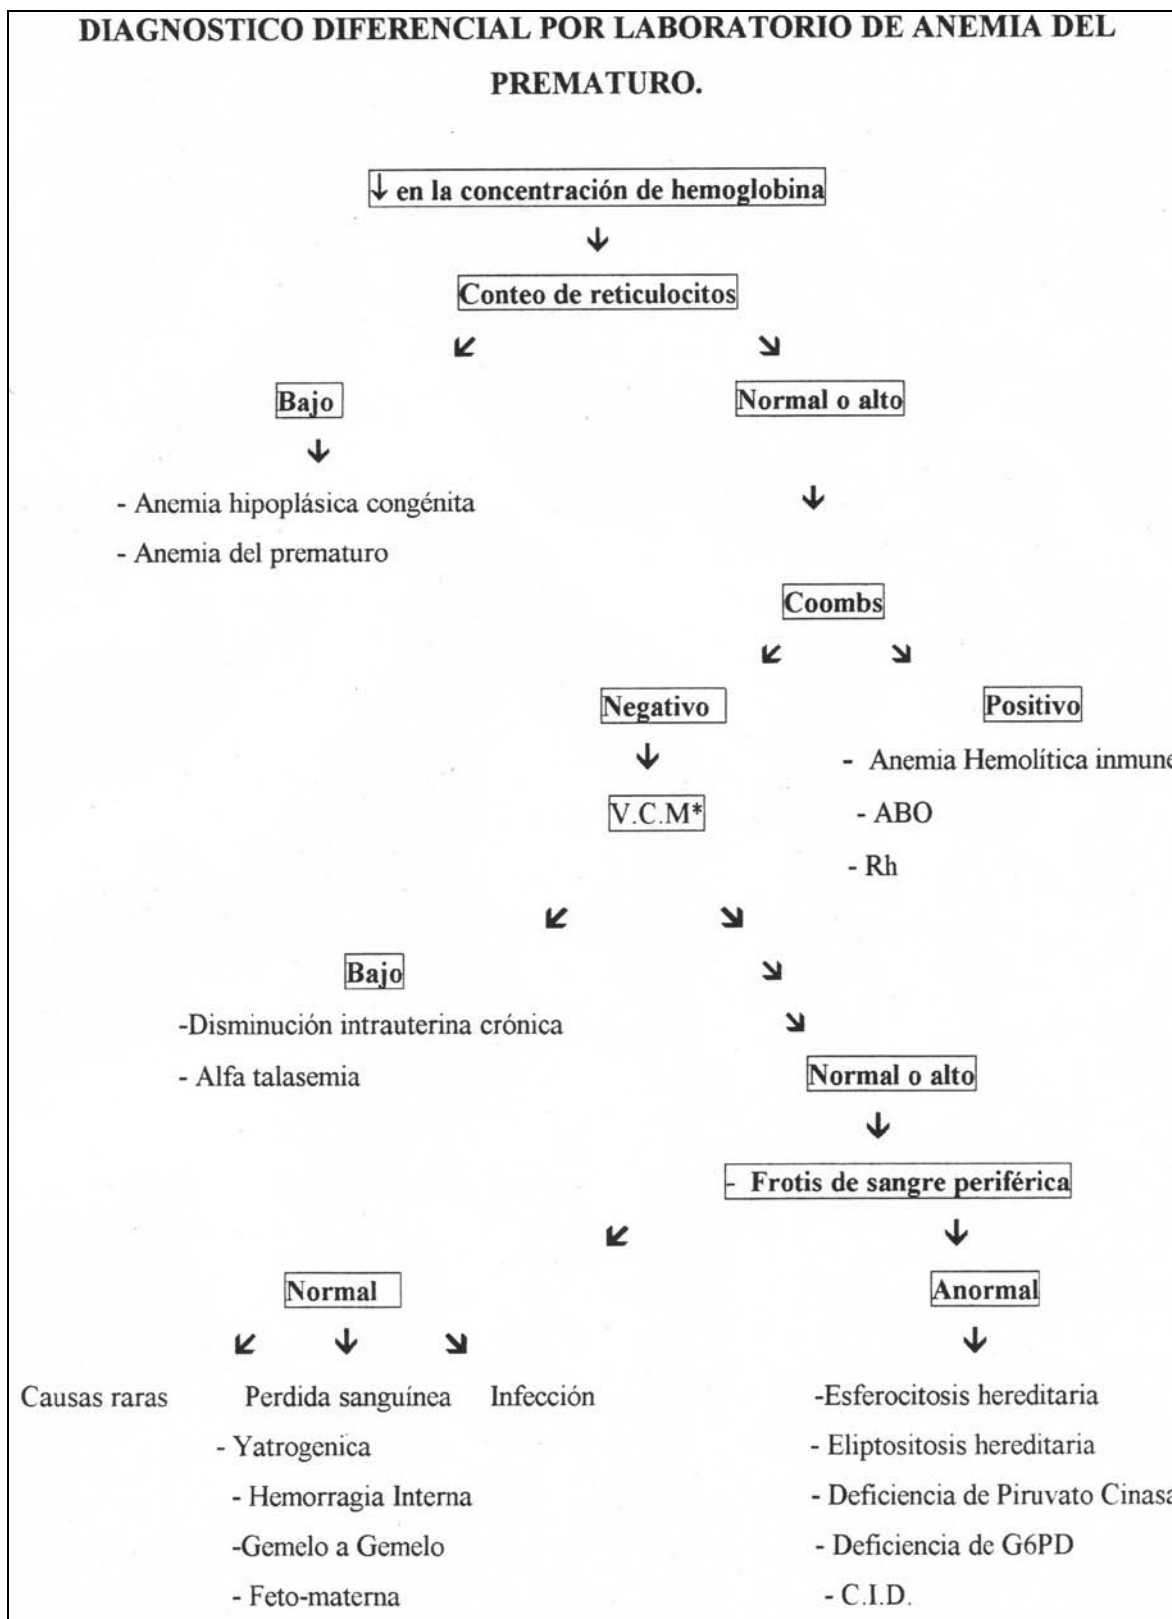 DIAGNOSTICO DIFERENCIAL POR LABORATORIO DE ANEMIA DEL
PREMATURO.
↓ en la concentración de hemoglobina
Conteo de reticulocitos
Bajo
Normal o alto
- Anemia hipoplásica congénita
- Anemia del prematuro
Coombs
Negativo
Positivo
- Anemia Hemolítica inmune
V.C.M*
- ABO
- Rh
Bajo
-Disminución intrauterina crónica
- Alfa talasemia
Normal o alto
- Frotis de sangre periférica
Normal
Anormal
Causas raras
Perdida sanguínea
Infección
- Yatrogenica
- Hemorragia Interna
-Gemelo a Gemelo
- Feto-materna
-Esferocitosis hereditaria
- Eliptositosis hereditaria
- Deficiencia de Piruvato Cinasa
- Deficiencia de G6PD
- C.I.D.